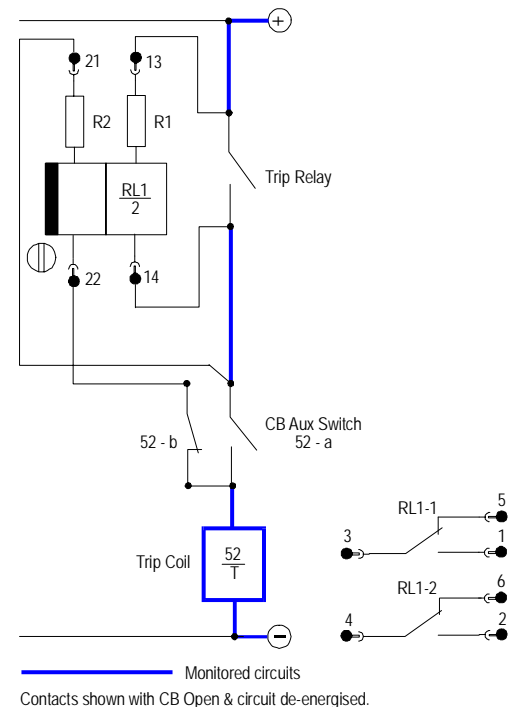 +
21
13
R2
R1
Trip Relay
RL1
2
22
14
CB Aux Switch
52 - a
52 - b
5
RL1-1
3
1
Trip Coil
52
T
6
RL1-2
4
2
−
Monitored circuits
Contacts shown with CB Open & circuit de-energised.